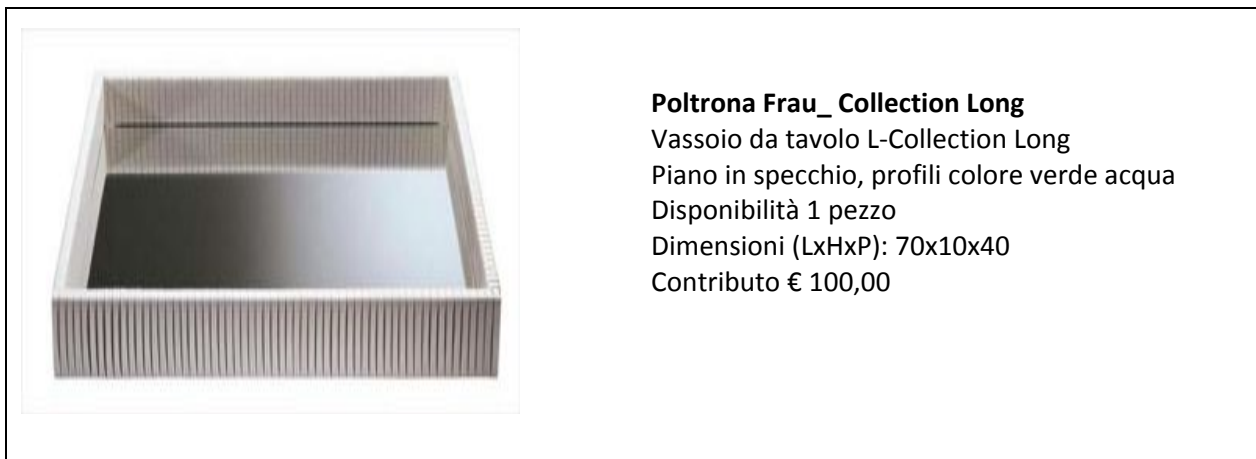 Poltrona Frau_ Collection Long
Vassoio da tavolo L-Collection Long
Piano in specchio, profili colore verde acqua
Disponibilità 1 pezzo
Dimensioni (LxHxP): 70x10x40
Contributo € 100,00